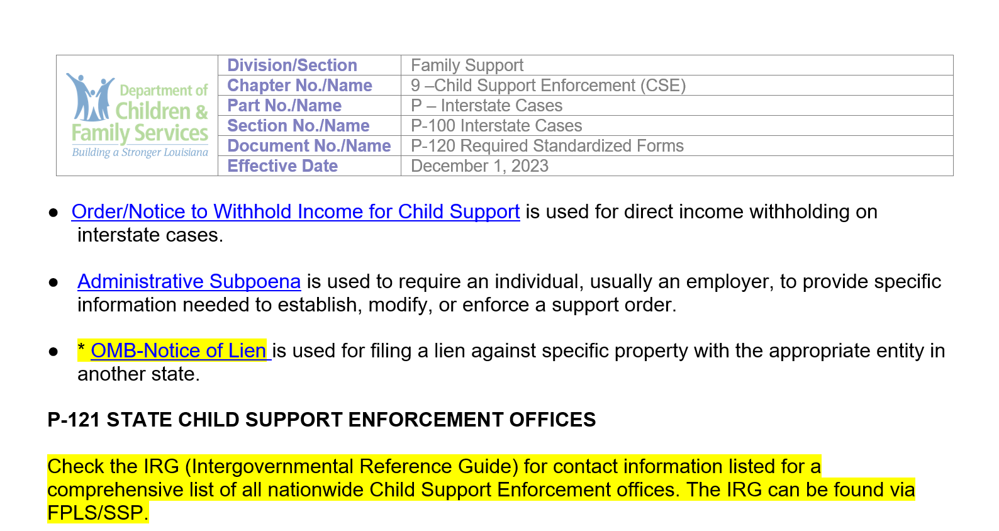 Department of
Children &
Family Services
Building a Stronger Louisiana
Division/Section Family Support
Chapter No./Name 9 –Child Support Enforcement (CSE)
Part No./Name P – Interstate Cases
Section No./Name P-100 Interstate Cases
Document No./Name P-120 Required Standardized Forms
Effective Date December 1, 2023
● Order/Notice to Withhold Income for Child Support is used for direct income withholding on
interstate cases.
● Administrative Subpoena is used to require an individual, usually an employer, to provide specific
information needed to establish, modify, or enforce a support order.
● * OMB-Notice of Lien is used for filing a lien against specific property with the appropriate entity in
another state.
P-121 STATE CHILD SUPPORT ENFORCEMENT OFFICES
Check the IRG (Intergovernmental Reference Guide) for contact information listed for a
comprehensive list of all nationwide Child Support Enforcement offices. The IRG can be found via
FPLS/SSP.